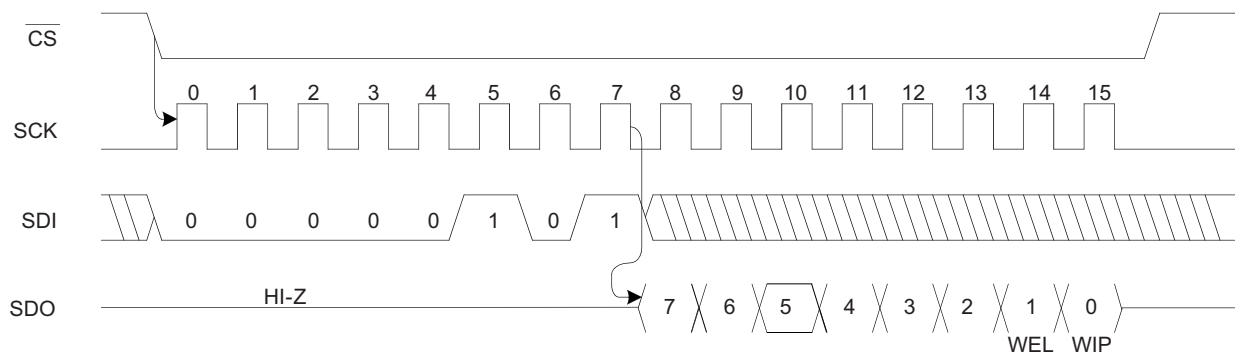 CS
0 1 2 3 4 5 6 7 8 9 10 11 12 13 14 15
SCK
SDI 0 0 0 0 0 1 0 1
HI-Z
SDO 7 6 5 4 3 2 1 0
WEL WIP